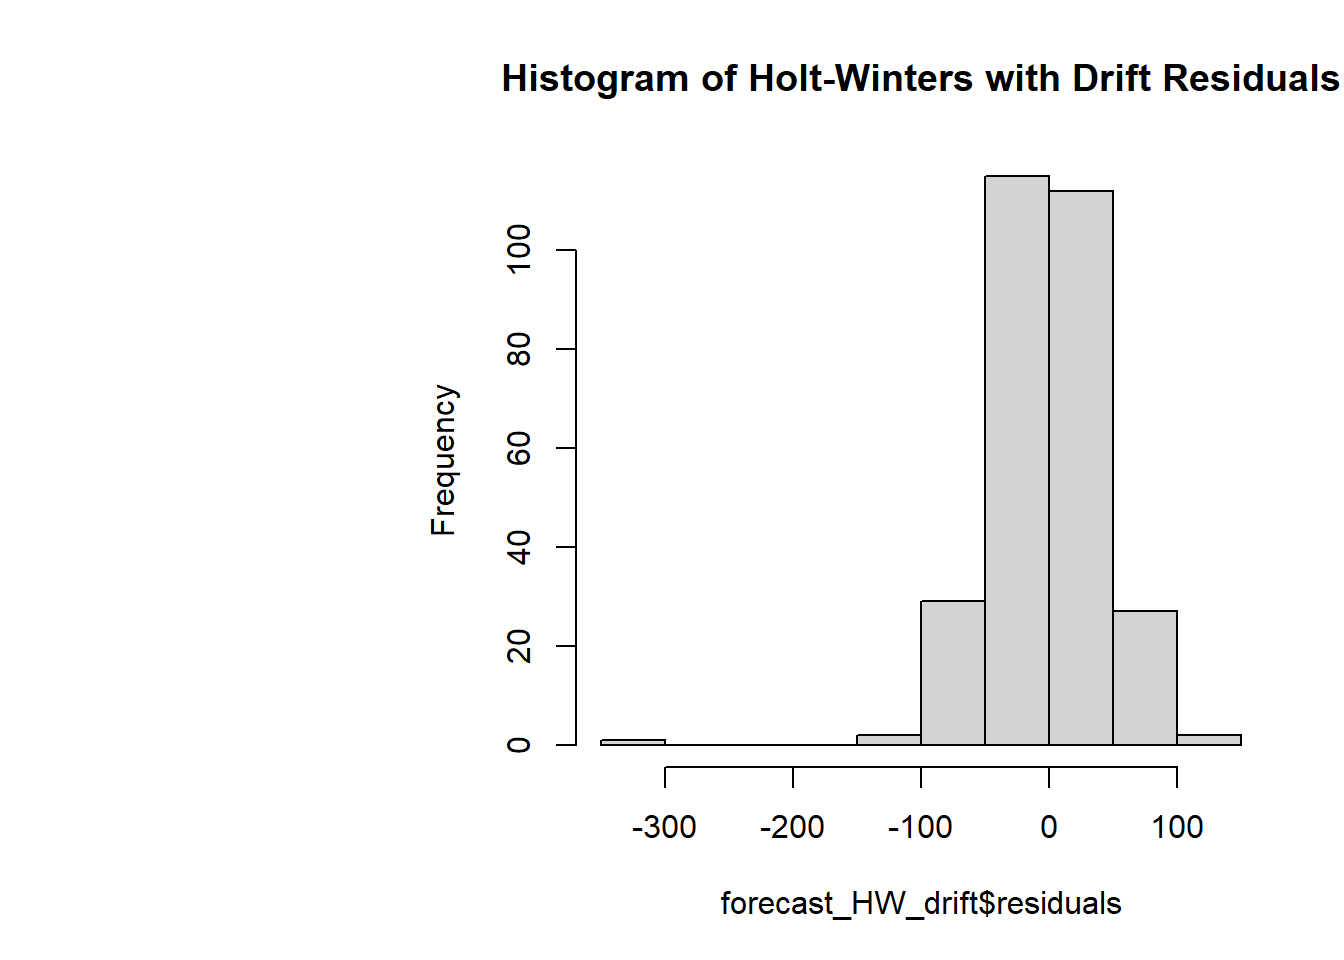 Histogram of Holt-Winters with Drift Residuals
Frequency
100
80
60
40
20
0
-300 -200 -100 0 100
forecast_HW_drift$residuals